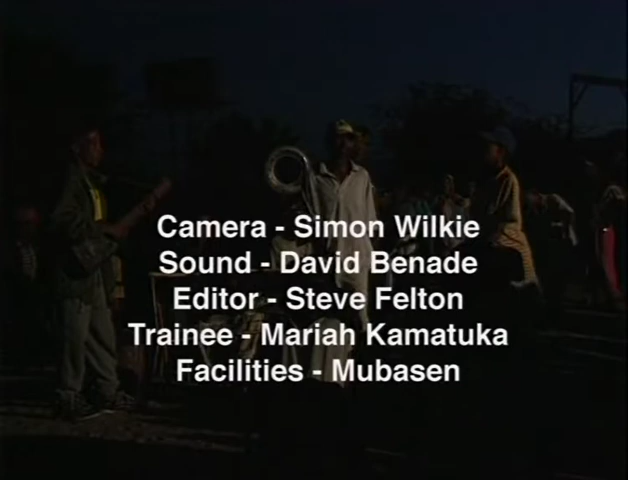 Camera - Simon Wilkie
Sound - David Benade
Editor - Steve Felton
Trainee - Mariah Kamatuka
Facilities - Mubasen